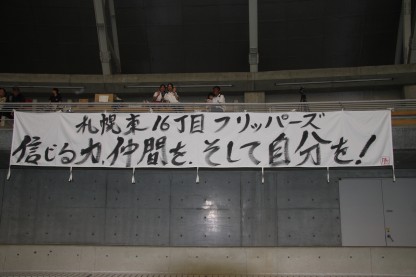 札幌東16丁目フリッパーズ
信じる力、仲間を、そして自分を!